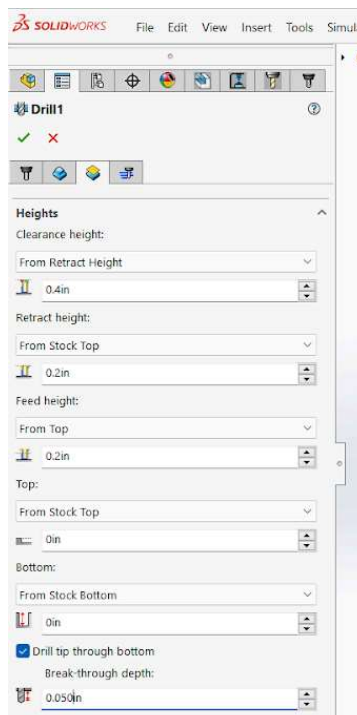 SOLIDWORKS File Edit View Insert Tools
Drill1
Heights
Clearance height:
From Retract Height
0.4in
Retract height:
From Stock Top
0.2in
Feed height:
From Top
0.2in
Top:
From Stock Top
0in
Bottom:
From Stock Bottom
0in
Drill tip through bottom
Break-through depth:
0.050in